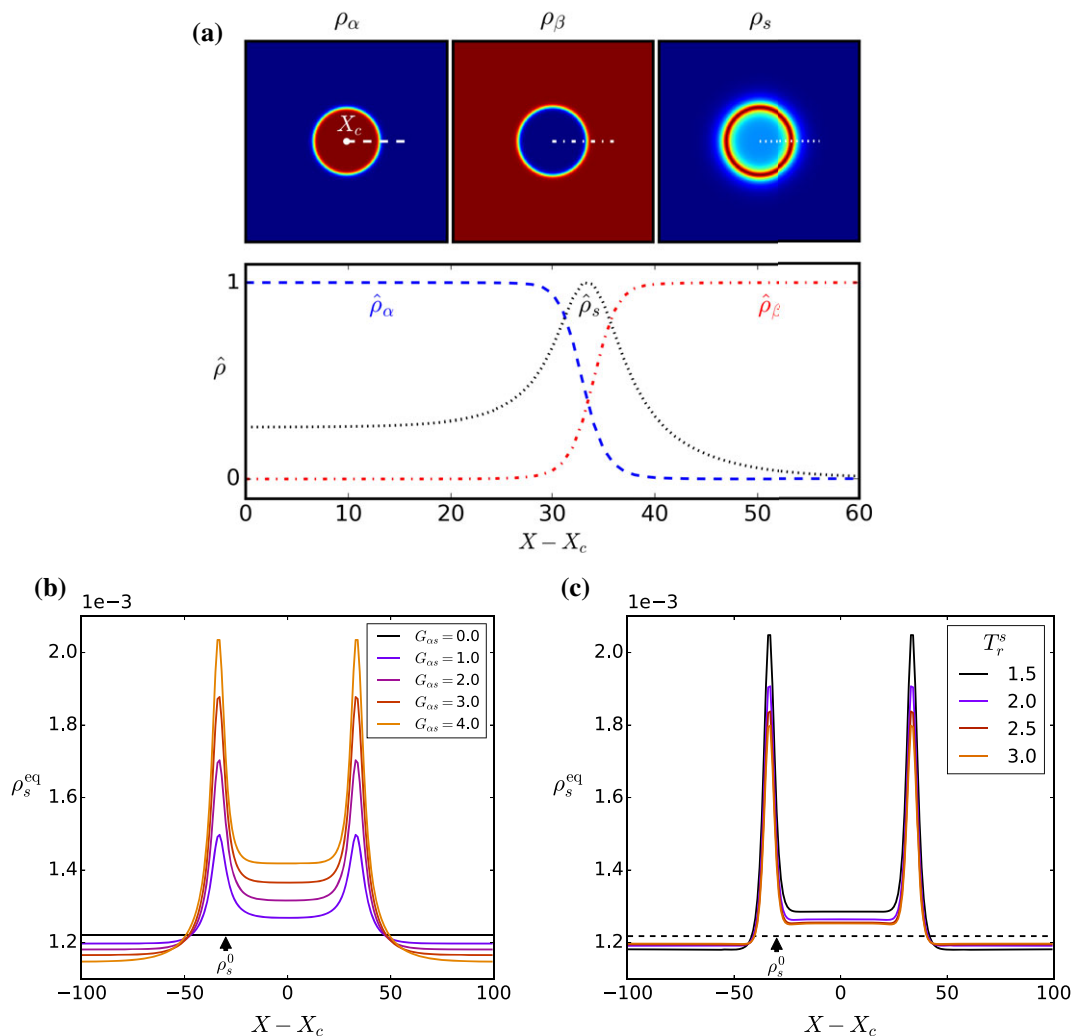 (a)
ρ_α ρ_β ρ_s
X_c
1
ρ̂_α ρ̂_s ρ̂_β
ρ̂
0
0 10 20 30 40 50 60
X − X_c
(b)
1e−3
2.0
1.8
1.6
1.4
1.2
ρ_s^eq
G_αs = 0.0
G_αs = 1.0
G_αs = 2.0
G_αs = 3.0
G_αs = 4.0
ρ_s^0
−100 −50 0 50 100
X − X_c
(c)
1e−3
2.0
1.8
1.6
1.4
1.2
ρ_s^eq
T_r^s
1.5
2.0
2.5
3.0
ρ_s^0
−100 −50 0 50 100
X − X_c